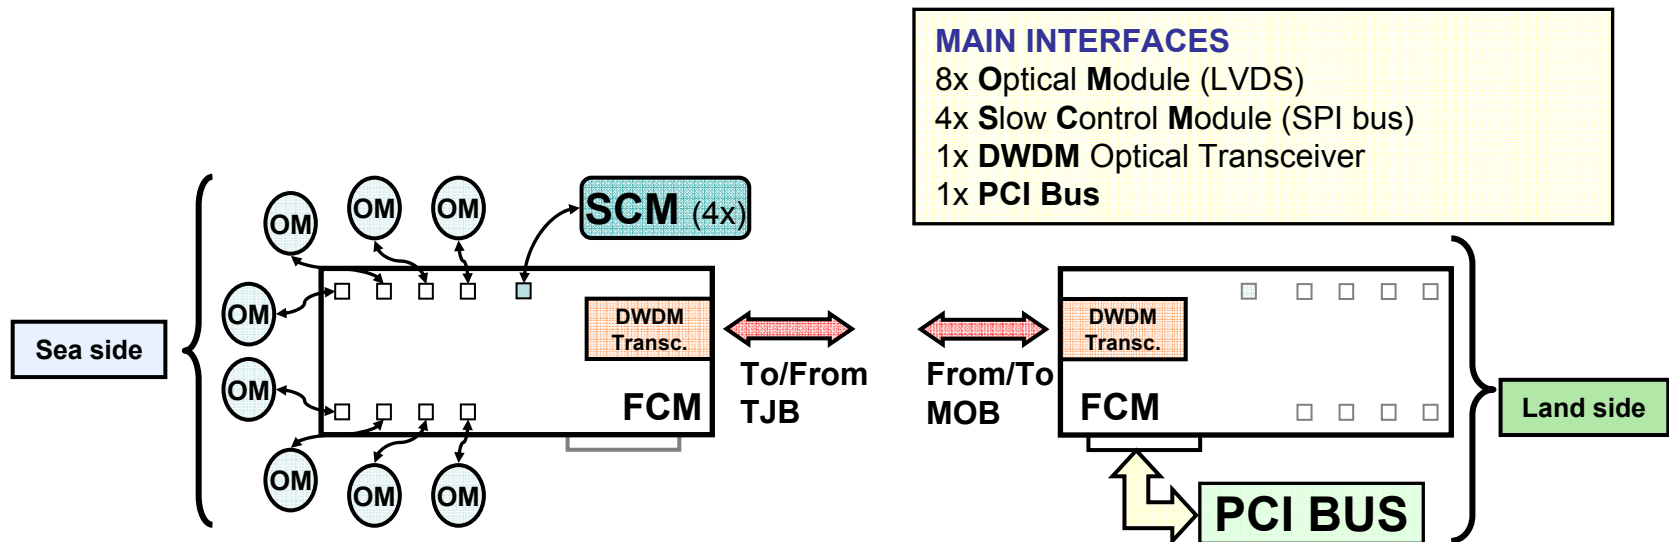 MAIN INTERFACES
8x Optical Module (LVDS)
4x Slow Control Module (SPI bus)
1x DWDM Optical Transceiver
1x PCI Bus
OM
OM
OM
SCM (4x)
OM
OM
OM
OM
OM
Sea side
DWDM
Transc.
FCM
To/From
TJB
From/To
MOB
DWDM
Transc.
FCM
Land side
PCI BUS